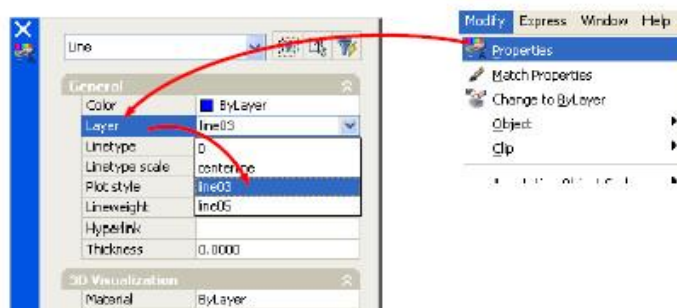 Line
General
Color ByLayer
Layer line03
Linetype 0
Linetype scale centerline
Plot style line03
Lineweight line05
Hyperlink
Thickness 0.0000
3D Visualization
Material ByLayer
Modify Express Window Help
Properties
Match Properties
Change to ByLayer
Object
Clip